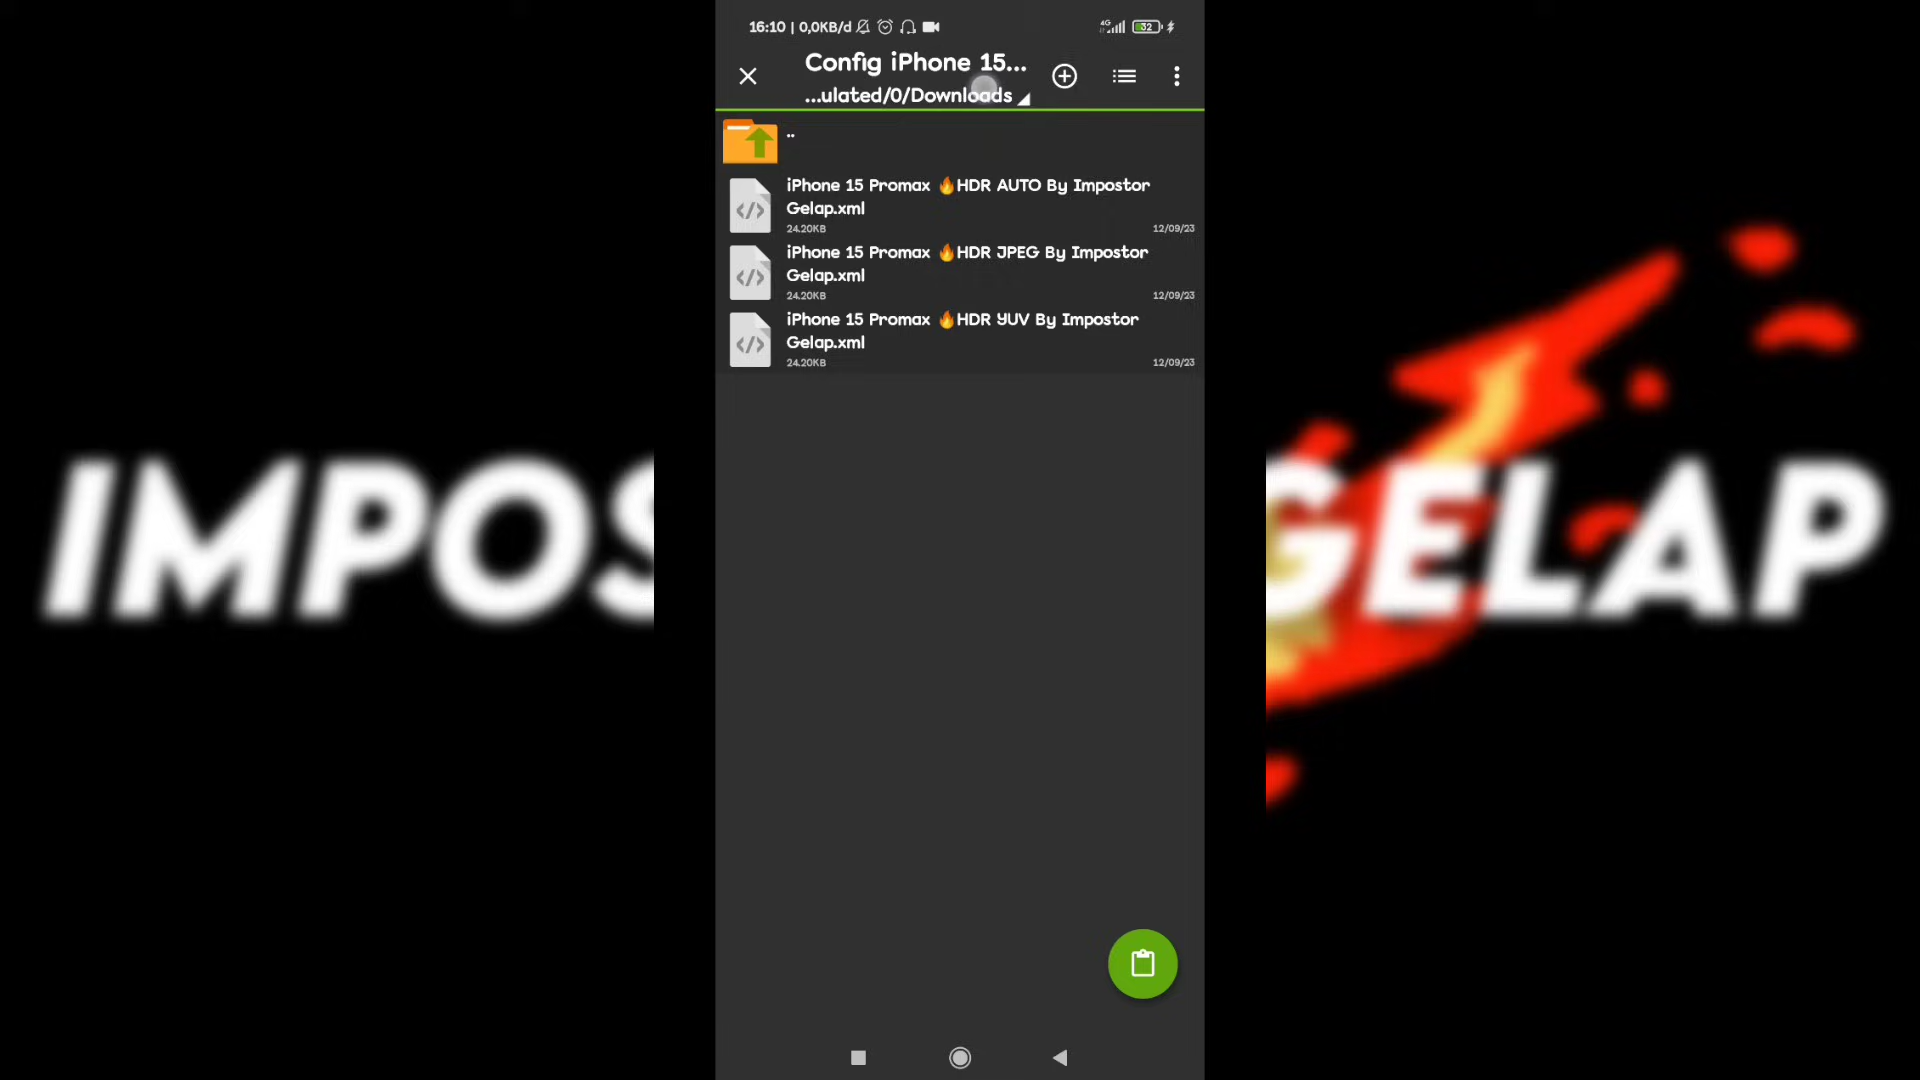 16:10 | 0,0KB/d
4G
32
Config iPhone 15...
...ulated/0/Downloads
..
iPhone 15 Promax 🔥HDR AUTO By Impostor
Gelap.xml
24.20KB
12/09/23
iPhone 15 Promax 🔥HDR JPEG By Impostor
Gelap.xml
24.20KB
12/09/23
iPhone 15 Promax 🔥HDR YUV By Impostor
Gelap.xml
24.20KB
12/09/23
IMPOS
GELAP